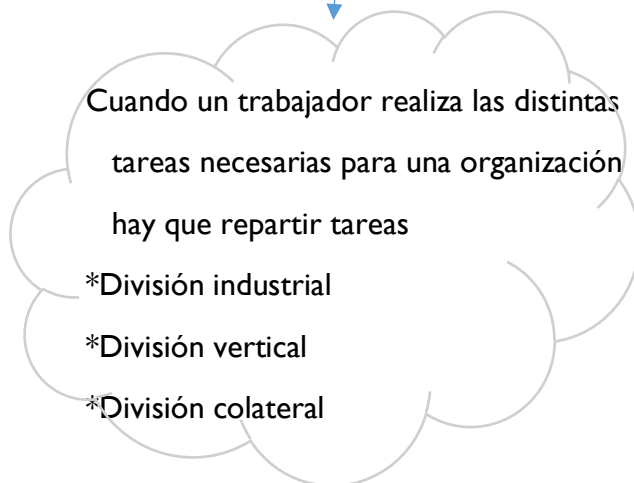 Cuando un trabajador realiza las distintas
tareas necesarias para una organización
hay que repartir tareas
*División industrial
*División vertical
*División colateral